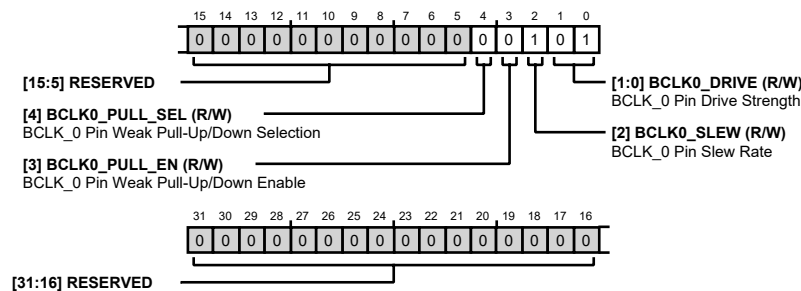 15 14 13 12 11 10 9 8 7 6 5 4 3 2 1 0
0 0 0 0 0 0 0 0 0 0 0 0 0 1 0 1
[15:5] RESERVED
[1:0] BCLK0_DRIVE (R/W)
BCLK_0 Pin Drive Strength
[4] BCLK0_PULL_SEL (R/W)
BCLK_0 Pin Weak Pull-Up/Down Selection
[2] BCLK0_SLEW (R/W)
BCLK_0 Pin Slew Rate
[3] BCLK0_PULL_EN (R/W)
BCLK_0 Pin Weak Pull-Up/Down Enable
31 30 29 28 27 26 25 24 23 22 21 20 19 18 17 16
0 0 0 0 0 0 0 0 0 0 0 0 0 0 0 0
[31:16] RESERVED